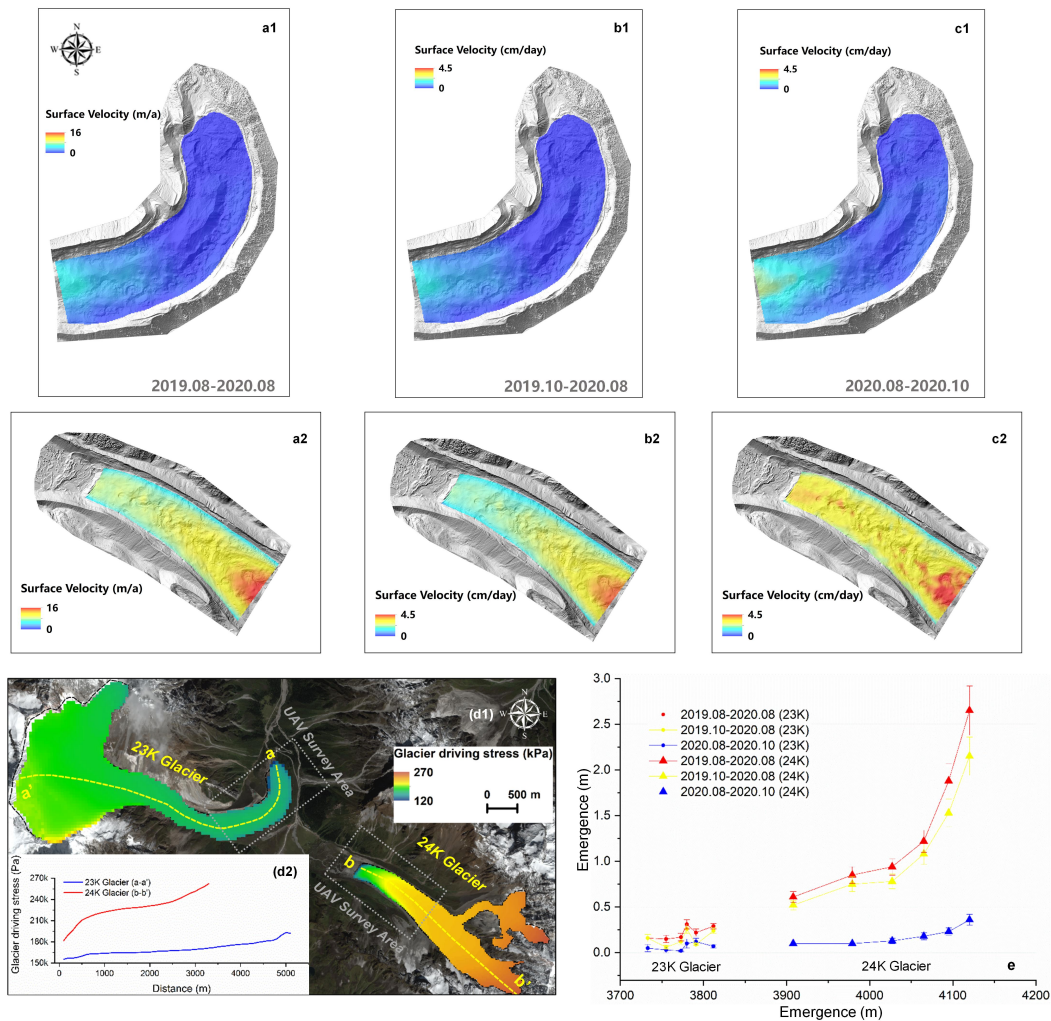 a1
N
W E
S
Surface Velocity (m/a)
16
0
2019.08-2020.08
b1
Surface Velocity (cm/day)
4.5
0
2019.10-2020.08
c1
Surface Velocity (cm/day)
4.5
0
2020.08-2020.10
a2
Surface Velocity (m/a)
16
0
b2
Surface Velocity (cm/day)
4.5
0
c2
Surface Velocity (cm/day)
4.5
0
(d1)
N
W E
S
Glacier driving stress (kPa)
270
120
0 500 m
23K Glacier
UAV Survey Area
a
a'
24K Glacier
UAV Survey Area
b
b'
(d2)
23K Glacier (a-a')
24K Glacier (b-b')
Glacier driving stress (Pa)
270k
240k
210k
180k
150k
0 1000 2000 3000 4000 5000
Distance (m)
2019.08-2020.08 (23K)
2019.10-2020.08 (23K)
2020.08-2020.10 (23K)
2019.08-2020.08 (24K)
2019.10-2020.08 (24K)
2020.08-2020.10 (24K)
Emergence (m)
3.0
2.5
2.0
1.5
1.0
0.5
0.0
23K Glacier
24K Glacier
e
3700 3800 3900 4000 4100 4200
Emergence (m)